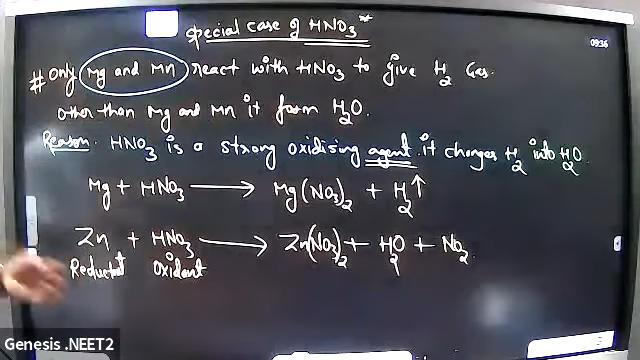 special case of HNO3 *
09:36
# Only Mg and Mn react with HNO3 to give H2 Gas.
other than Mg and Mn it form H2O.
Reason. HNO3 is a strong oxidising agent. it changes H2 into H2O.
Mg + HNO3 ⟶ Mg(NO3)2 + H2↑
Zn + HNO3 ⟶ Zn(NO3)2 + H2O + NO2.
Reductant Oxidant
Genesis .NEET2